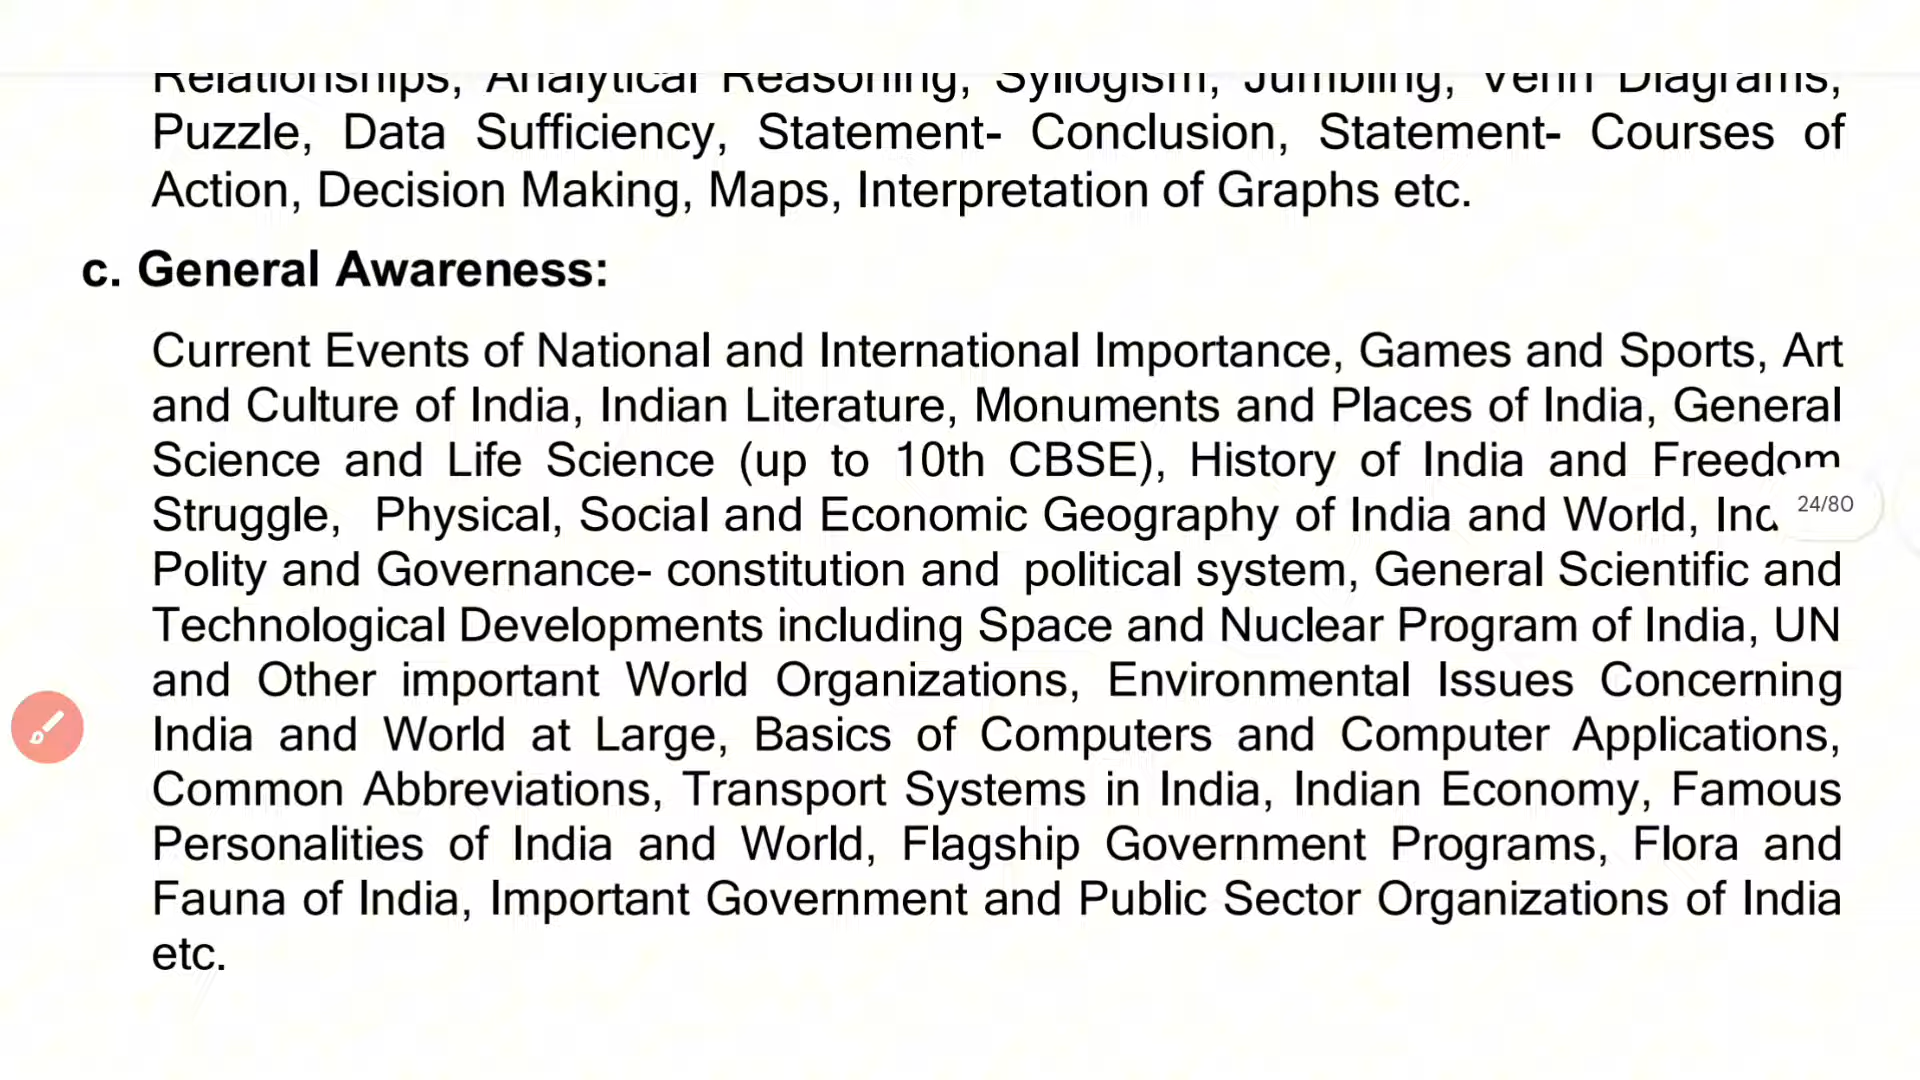 Relationships, Analytical Reasoning, Syllogism, Jumbling, Venn Diagrams,
Puzzle, Data Sufficiency, Statement- Conclusion, Statement- Courses of
Action, Decision Making, Maps, Interpretation of Graphs etc.
c. General Awareness:
Current Events of National and International Importance, Games and Sports, Art
and Culture of India, Indian Literature, Monuments and Places of India, General
Science and Life Science (up to 10th CBSE), History of India and Freedom
Struggle, Physical, Social and Economic Geography of India and World,
24/80
Polity and Governance- constitution and political system, General Scientific and
Technological Developments including Space and Nuclear Program of India, UN
and Other important World Organizations, Environmental Issues Concerning
India and World at Large, Basics of Computers and Computer Applications,
Common Abbreviations, Transport Systems in India, Indian Economy, Famous
Personalities of India and World, Flagship Government Programs, Flora and
Fauna of India, Important Government and Public Sector Organizations of India
etc.